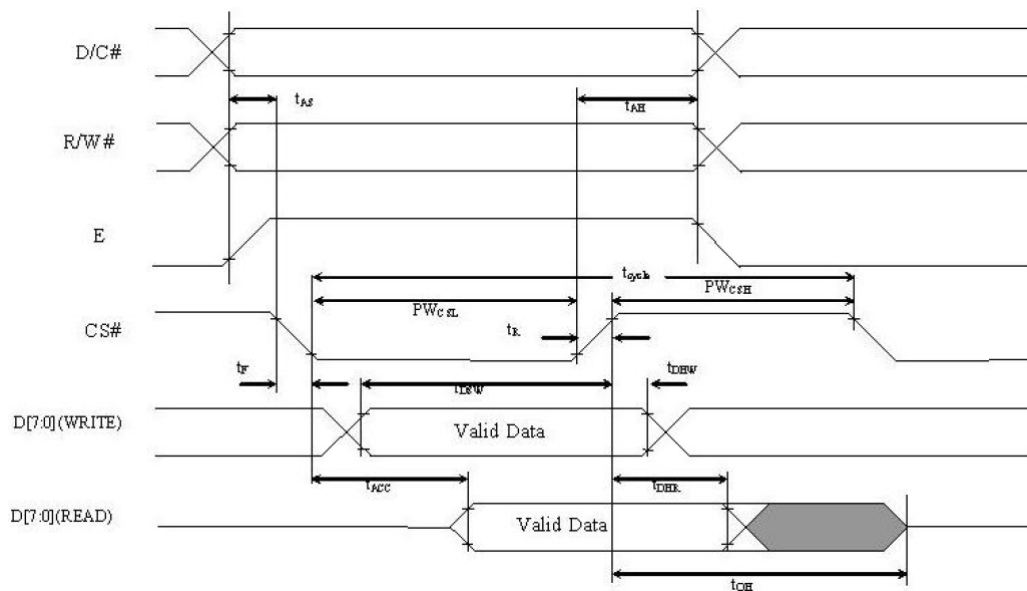 D/C#
tAS
tAH
R/W#
E
tcycle
PWCSL
PWCSH
CS#
tR
tF
tDSW
tDHW
D[7:0](WRITE)
Valid Data
tACC
tDHR
D[7:0](READ)
Valid Data
tOH